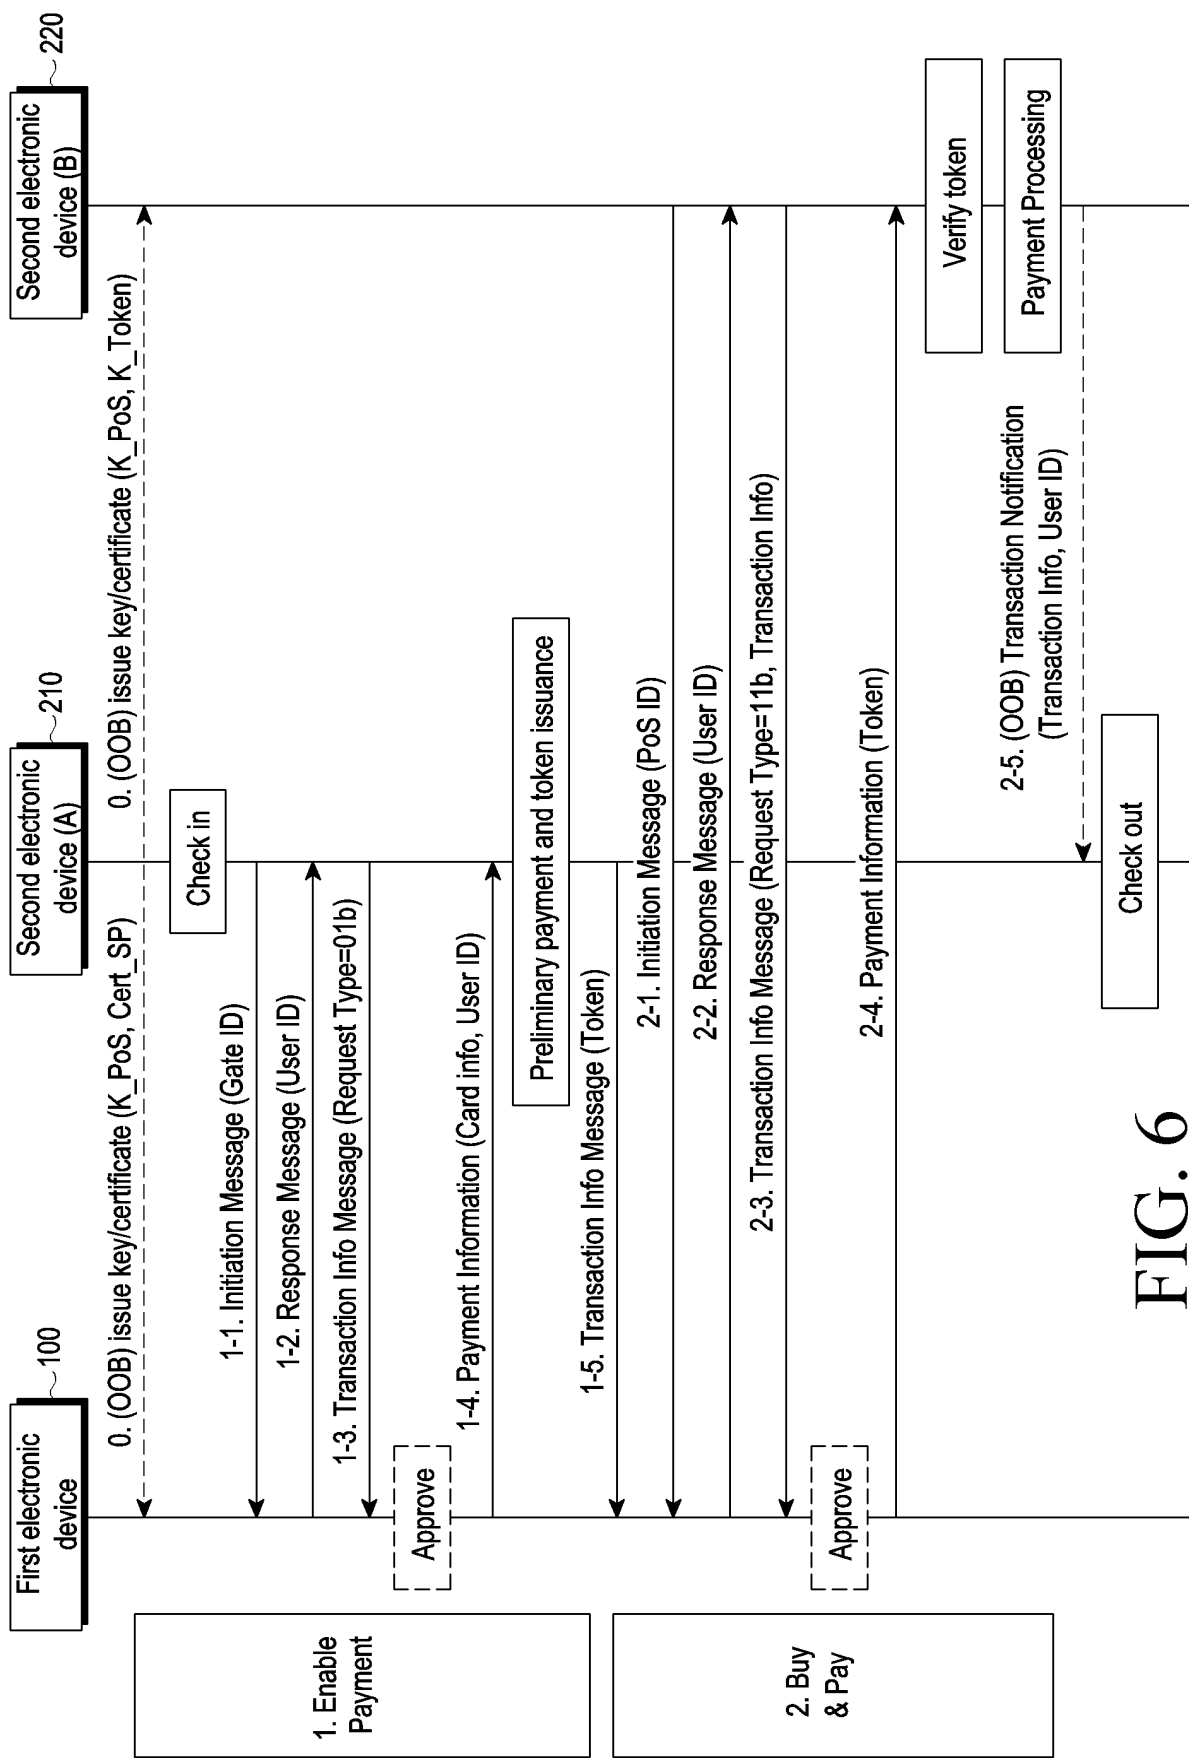 First electronic
device
100
Second electronic
device (A)
210
Second electronic
device (B)
220
0. (OOB) issue key/certificate (K_PoS, Cert_SP)
0. (OOB) issue key/certificate (K_PoS, K_Token)
1. Enable
Payment
Check in
1-1. Initiation Message (Gate ID)
1-2. Response Message (User ID)
1-3. Transaction Info Message (Request Type=01b)
Approve
1-4. Payment Information (Card info, User ID)
Preliminary payment and token issuance
1-5. Transaction Info Message (Token)
2. Buy
& Pay
2-1. Initiation Message (PoS ID)
2-2. Response Message (User ID)
2-3. Transaction Info Message (Request Type=11b, Transaction Info)
Approve
2-4. Payment Information (Token)
Verify token
Payment Processing
2-5. (OOB) Transaction Notification
(Transaction Info, User ID)
Check out
FIG. 6